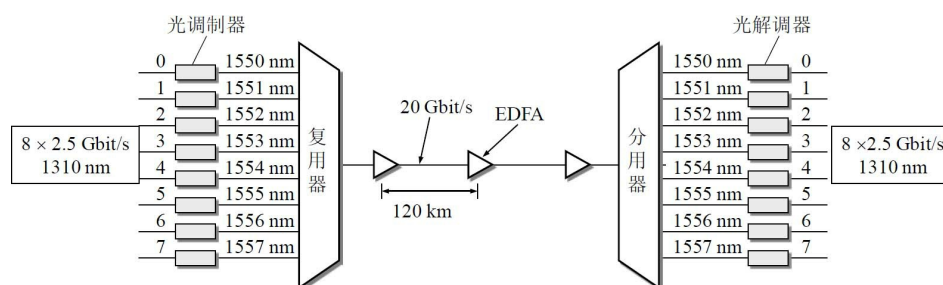 光调制器
光解调器
0 1550 nm
1 1551 nm
2 1552 nm
3 1553 nm
4 1554 nm
5 1555 nm
6 1556 nm
7 1557 nm
8 × 2.5 Gbit/s
1310 nm
复用器
20 Gbit/s
EDFA
120 km
分用器
1550 nm 0
1551 nm 1
1552 nm 2
1553 nm 3
1554 nm 4
1555 nm 5
1556 nm 6
1557 nm 7
8 × 2.5 Gbit/s
1310 nm